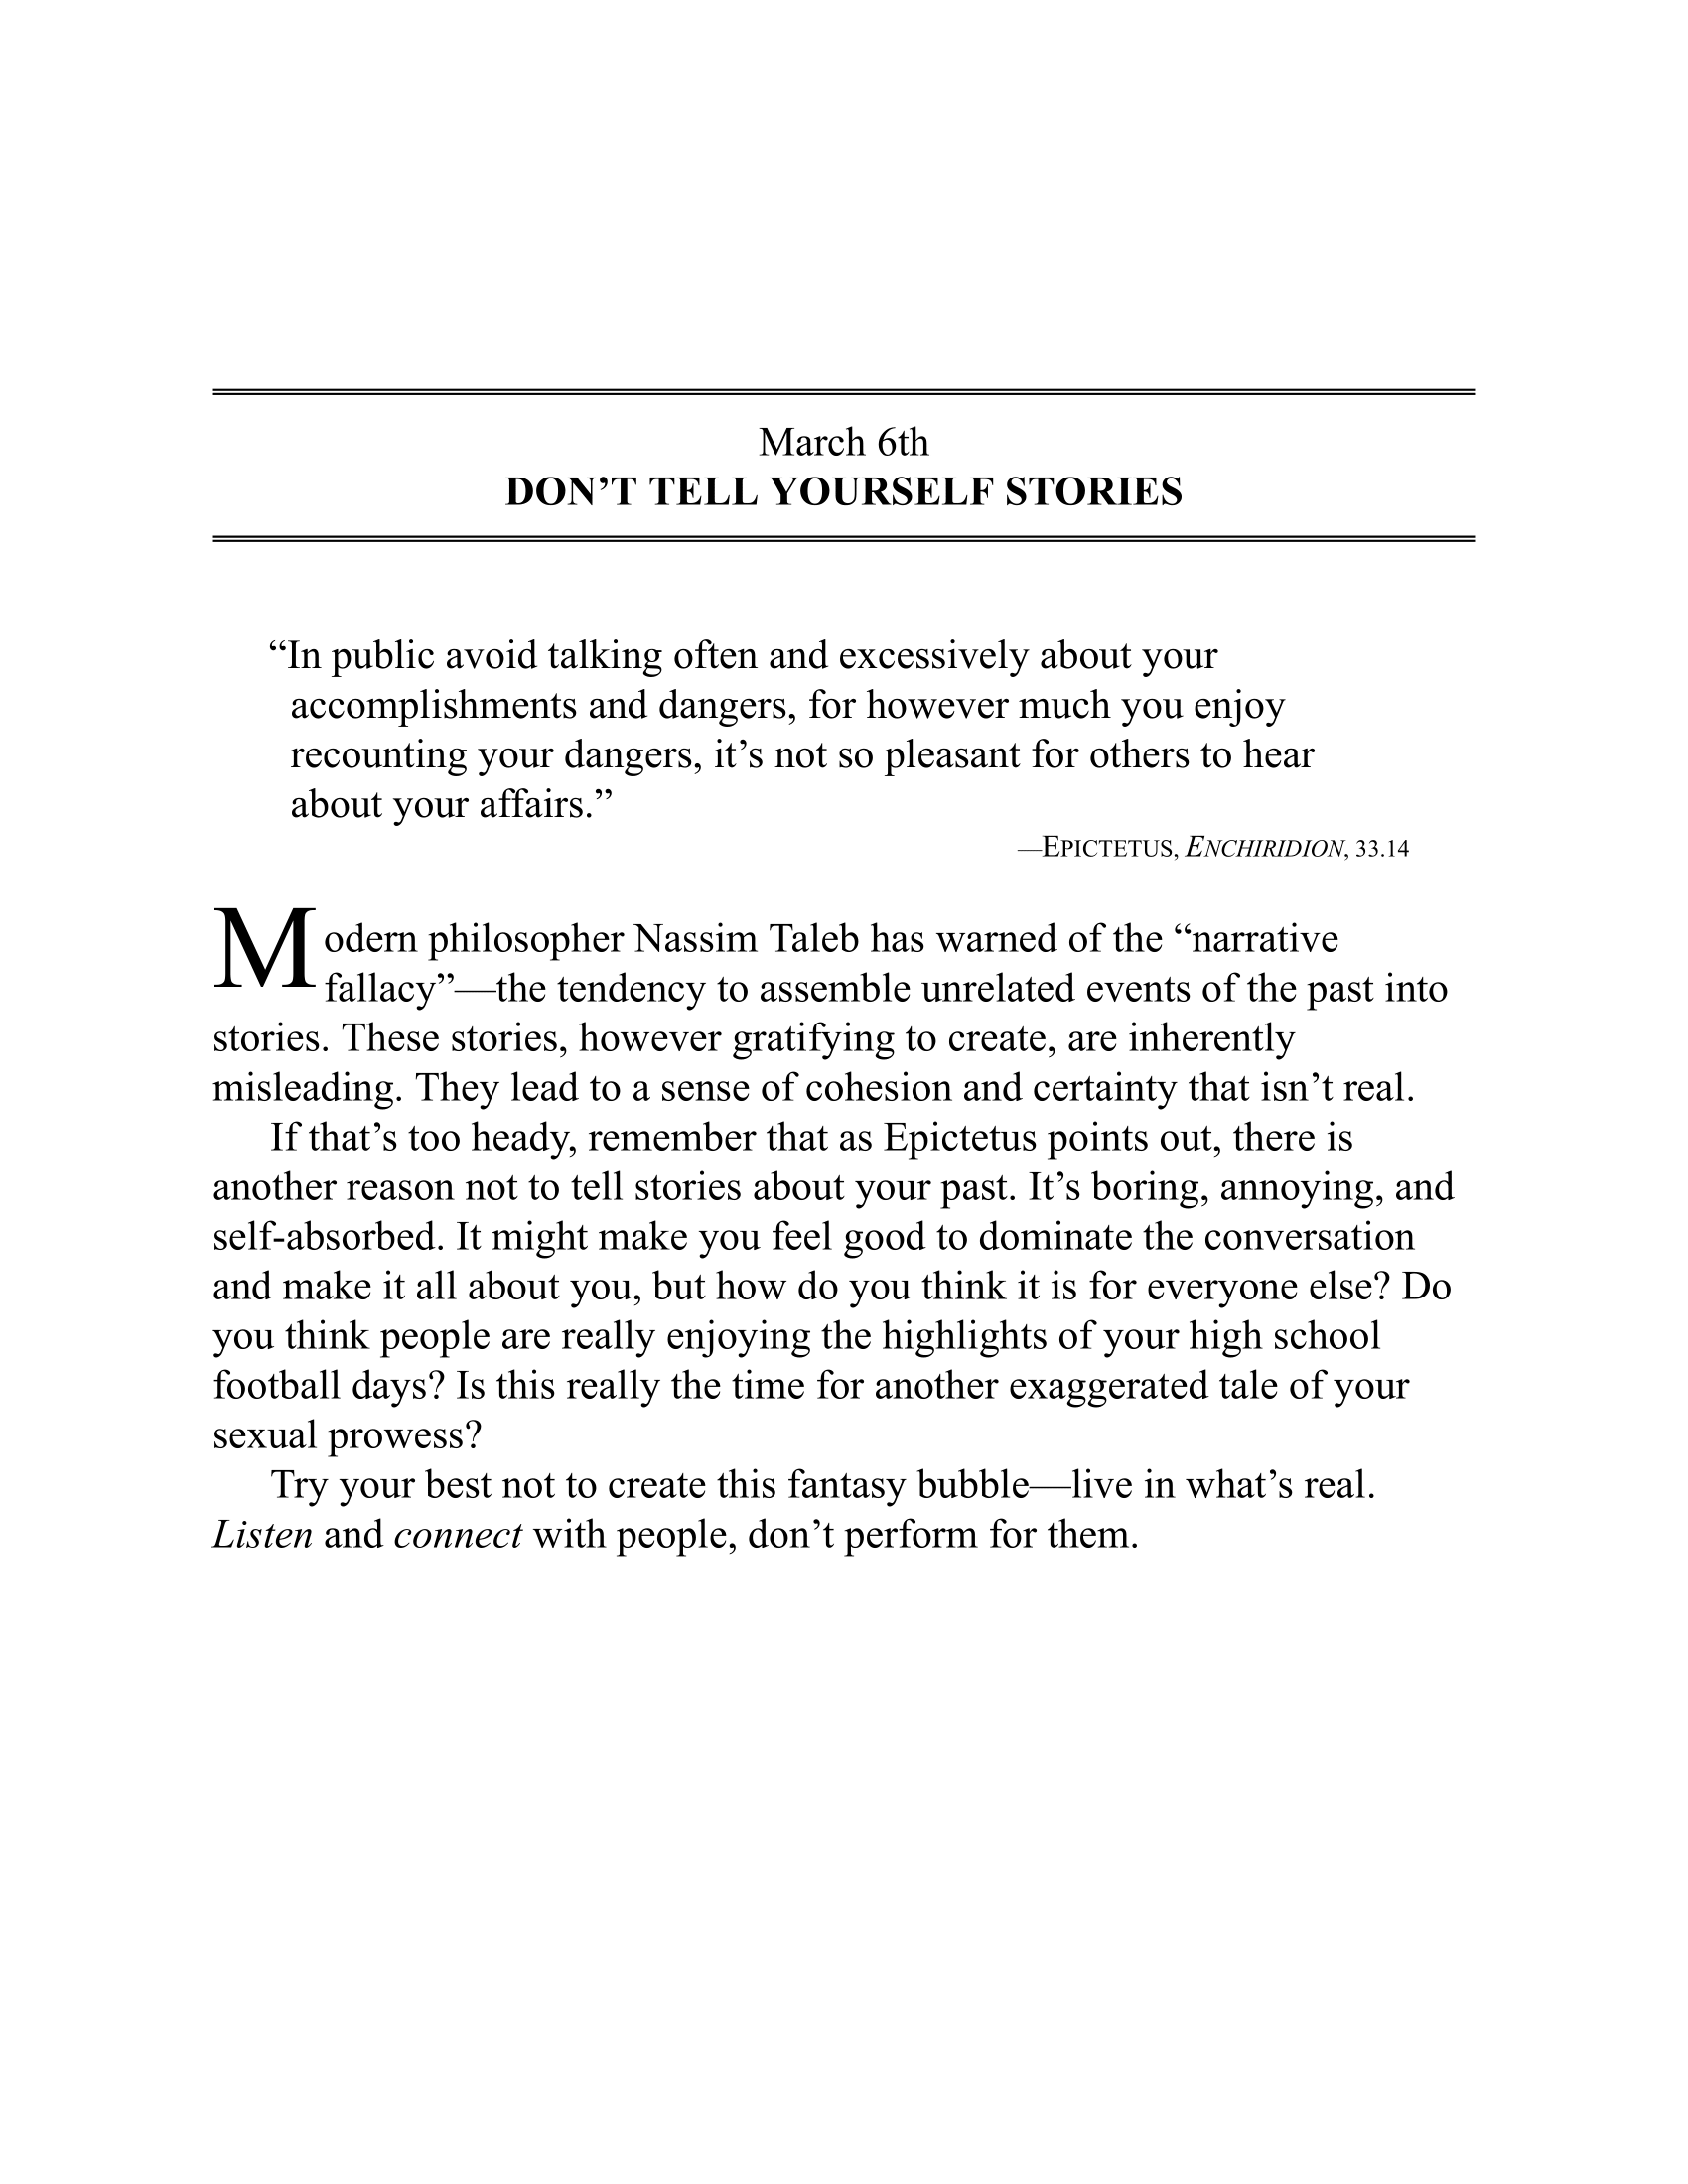 March 6th
DON’T TELL YOURSELF STORIES
“In public avoid talking often and excessively about your
accomplishments and dangers, for however much you enjoy
recounting your dangers, it’s not so pleasant for others to hear
about your affairs.”
—EPICTETUS, ENCHIRIDION, 33.14
Modern philosopher Nassim Taleb has warned of the “narrative
fallacy”—the tendency to assemble unrelated events of the past into
stories. These stories, however gratifying to create, are inherently
misleading. They lead to a sense of cohesion and certainty that isn’t real.
If that’s too heady, remember that as Epictetus points out, there is
another reason not to tell stories about your past. It’s boring, annoying, and
self-absorbed. It might make you feel good to dominate the conversation
and make it all about you, but how do you think it is for everyone else? Do
you think people are really enjoying the highlights of your high school
football days? Is this really the time for another exaggerated tale of your
sexual prowess?
Try your best not to create this fantasy bubble—live in what’s real.
Listen and connect with people, don’t perform for them.